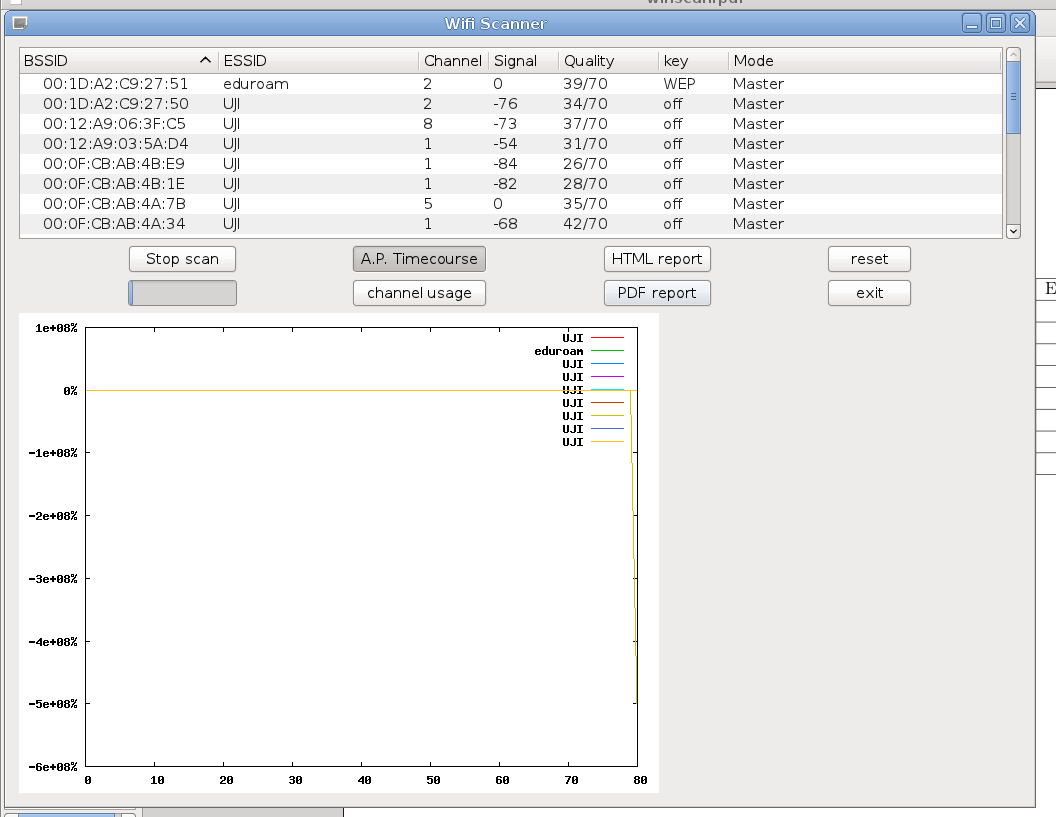 Wifi Scanner
BSSID ESSID Channel Signal Quality key Mode
00:1D:A2:C9:27:51 eduroam 2 0 39/70 WEP Master
00:1D:A2:C9:27:50 UJI 2 -76 34/70 off Master
00:12:A9:06:3F:C5 UJI 8 -73 37/70 off Master
00:12:A9:03:5A:D4 UJI 1 -54 31/70 off Master
00:0F:CB:AB:4B:E9 UJI 1 -84 26/70 off Master
00:0F:CB:AB:4B:1E UJI 1 -82 28/70 off Master
00:0F:CB:AB:4A:7B UJI 5 0 35/70 off Master
00:0F:CB:AB:4A:34 UJI 1 -68 42/70 off Master
Stop scan A.P. Timecourse HTML report reset
channel usage PDF report exit
E
1e+08%
UJI
eduroam
UJI
UJI
0% UJI
UJI
UJI
UJI
UJI
-1e+08%
-2e+08%
-3e+08%
-4e+08%
-5e+08%
-6e+08%
0 10 20 30 40 50 60 70 80